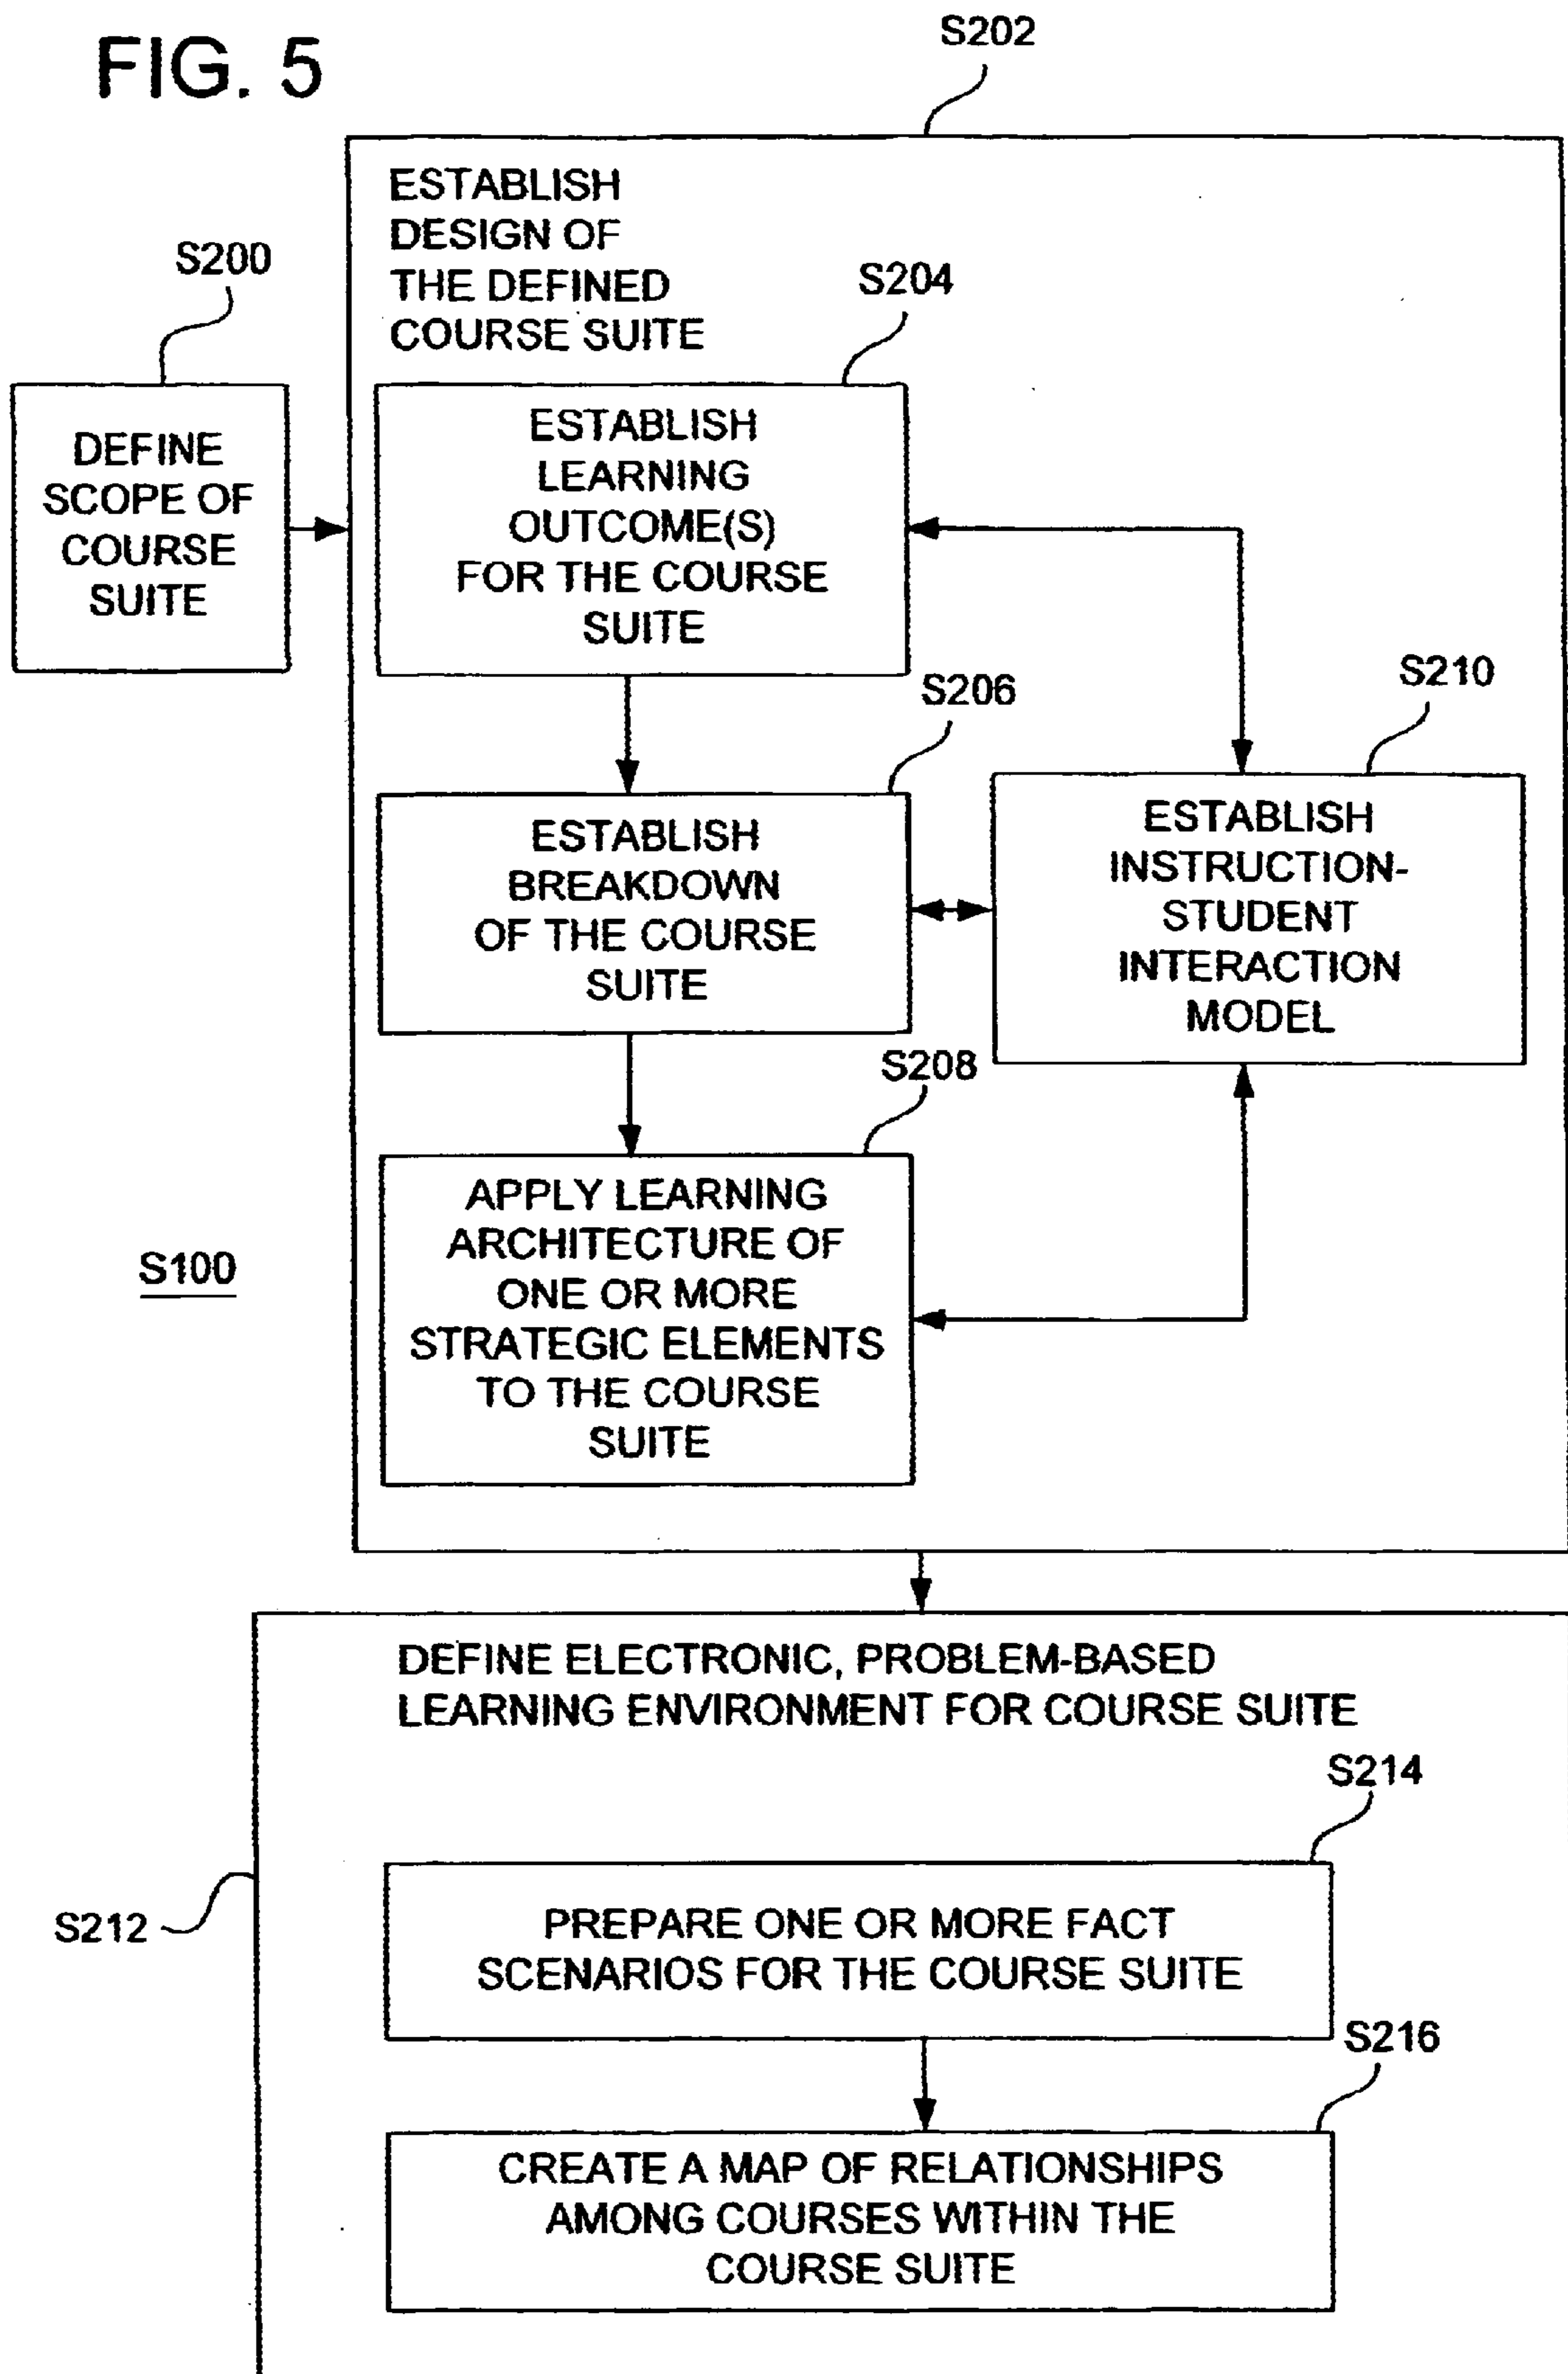 FIG. 5
S202
ESTABLISH
DESIGN OF
THE DEFINED
COURSE SUITE
S200
DEFINE
SCOPE OF
COURSE
SUITE
S204
ESTABLISH
LEARNING
OUTCOME(S)
FOR THE COURSE
SUITE
S206
ESTABLISH
BREAKDOWN
OF THE COURSE
SUITE
S210
ESTABLISH
INSTRUCTION-
STUDENT
INTERACTION
MODEL
S208
APPLY LEARNING
ARCHITECTURE OF
ONE OR MORE
STRATEGIC ELEMENTS
TO THE COURSE
SUITE
S100
DEFINE ELECTRONIC, PROBLEM-BASED
LEARNING ENVIRONMENT FOR COURSE SUITE
S212
S214
PREPARE ONE OR MORE FACT
SCENARIOS FOR THE COURSE SUITE
S216
CREATE A MAP OF RELATIONSHIPS
AMONG COURSES WITHIN THE
COURSE SUITE